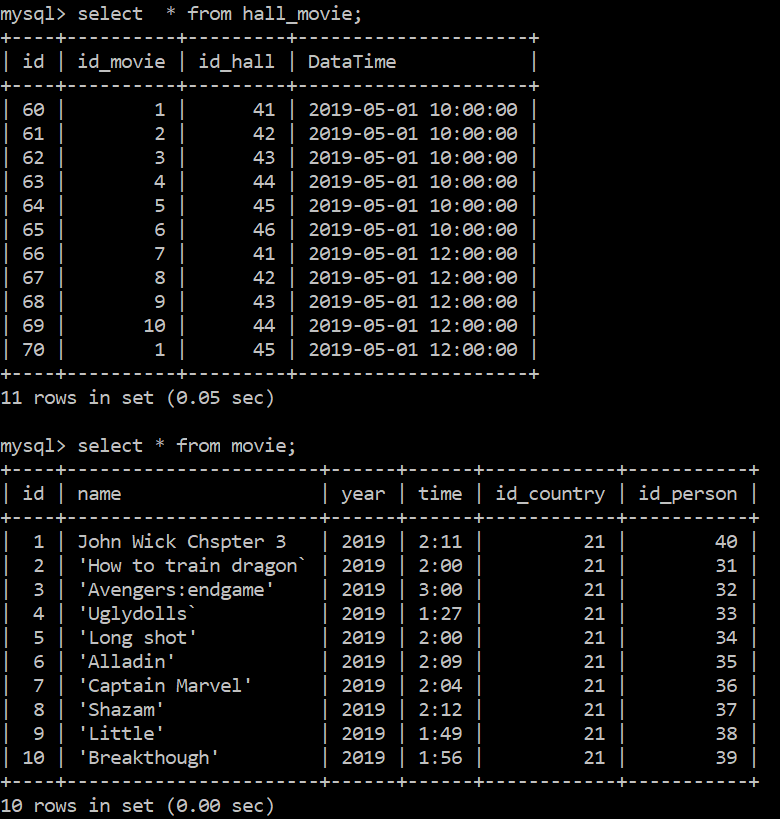 mysql> select  * from hall_movie;
+----+----------+---------+---------------------+
| id | id_movie | id_hall | DataTime            |
+----+----------+---------+---------------------+
| 60 |        1 |      41 | 2019-05-01 10:00:00 |
| 61 |        2 |      42 | 2019-05-01 10:00:00 |
| 62 |        3 |      43 | 2019-05-01 10:00:00 |
| 63 |        4 |      44 | 2019-05-01 10:00:00 |
| 64 |        5 |      45 | 2019-05-01 10:00:00 |
| 65 |        6 |      46 | 2019-05-01 10:00:00 |
| 66 |        7 |      41 | 2019-05-01 12:00:00 |
| 67 |        8 |      42 | 2019-05-01 12:00:00 |
| 68 |        9 |      43 | 2019-05-01 12:00:00 |
| 69 |       10 |      44 | 2019-05-01 12:00:00 |
| 70 |        1 |      45 | 2019-05-01 12:00:00 |
+----+----------+---------+---------------------+
11 rows in set (0.05 sec)
mysql> select * from movie;
+----+-----------------------+------+------+------------+-----------+
| id | name                  | year | time | id_country | id_person |
+----+-----------------------+------+------+------------+-----------+
|  1 | John Wick Chspter 3   | 2019 | 2:11 |         21 |        40 |
|  2 | 'How to train dragon` | 2019 | 2:00 |         21 |        31 |
|  3 | 'Avengers:endgame'    | 2019 | 3:00 |         21 |        32 |
|  4 | 'Uglydolls`           | 2019 | 1:27 |         21 |        33 |
|  5 | 'Long shot'           | 2019 | 2:00 |         21 |        34 |
|  6 | 'Alladin'             | 2019 | 2:09 |         21 |        35 |
|  7 | 'Captain Marvel'      | 2019 | 2:04 |         21 |        36 |
|  8 | 'Shazam'              | 2019 | 2:12 |         21 |        37 |
|  9 | 'Little'              | 2019 | 1:49 |         21 |        38 |
| 10 | 'Breakthough'         | 2019 | 1:56 |         21 |        39 |
+----+-----------------------+------+------+------------+-----------+
10 rows in set (0.00 sec)